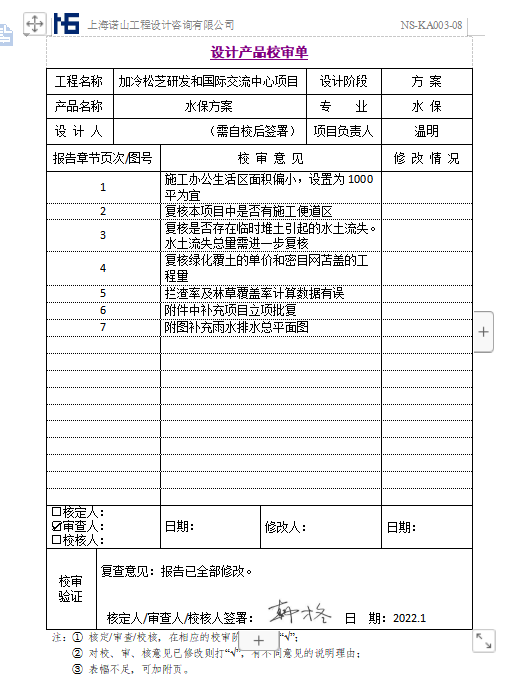 上海诺山工程设计咨询有限公司 NS-KA003-08
设计产品校审单
工程名称 加冷松芝研发和国际交流中心项目 设计阶段 方 案
产品名称 水保方案 专 业 水 保
设 计 人 （需自校后签署） 项目负责人 温明
报告章节页次/图号 校 审 意 见 修 改 情 况
1 施工办公生活区面积偏小，设置为 1000
平为宜
2 复核本项目中是否有施工便道区
3 复核是否存在临时堆土引起的水土流失。
水土流失总量需进一步复核
4 复核绿化覆土的单价和密目网苫盖的工
程量
5 拦渣率及林草覆盖率计算数据有误
6 附件中补充项目立项批复
7 附图补充雨水排水总平面图
☐核定人：
☑审查人： 日期： 修改人： 日期：
☐校核人：
校审
验证
复查意见：报告已全部修改。
核定人/审查人/校核人签署： 日 期：2022.1
注：① 核定/审查/校核，在相应的校审阶 “√”；
② 对校、审、核意见已修改则打“√”，有不同意见的说明理由；
③ 表幅不足，可加附页。